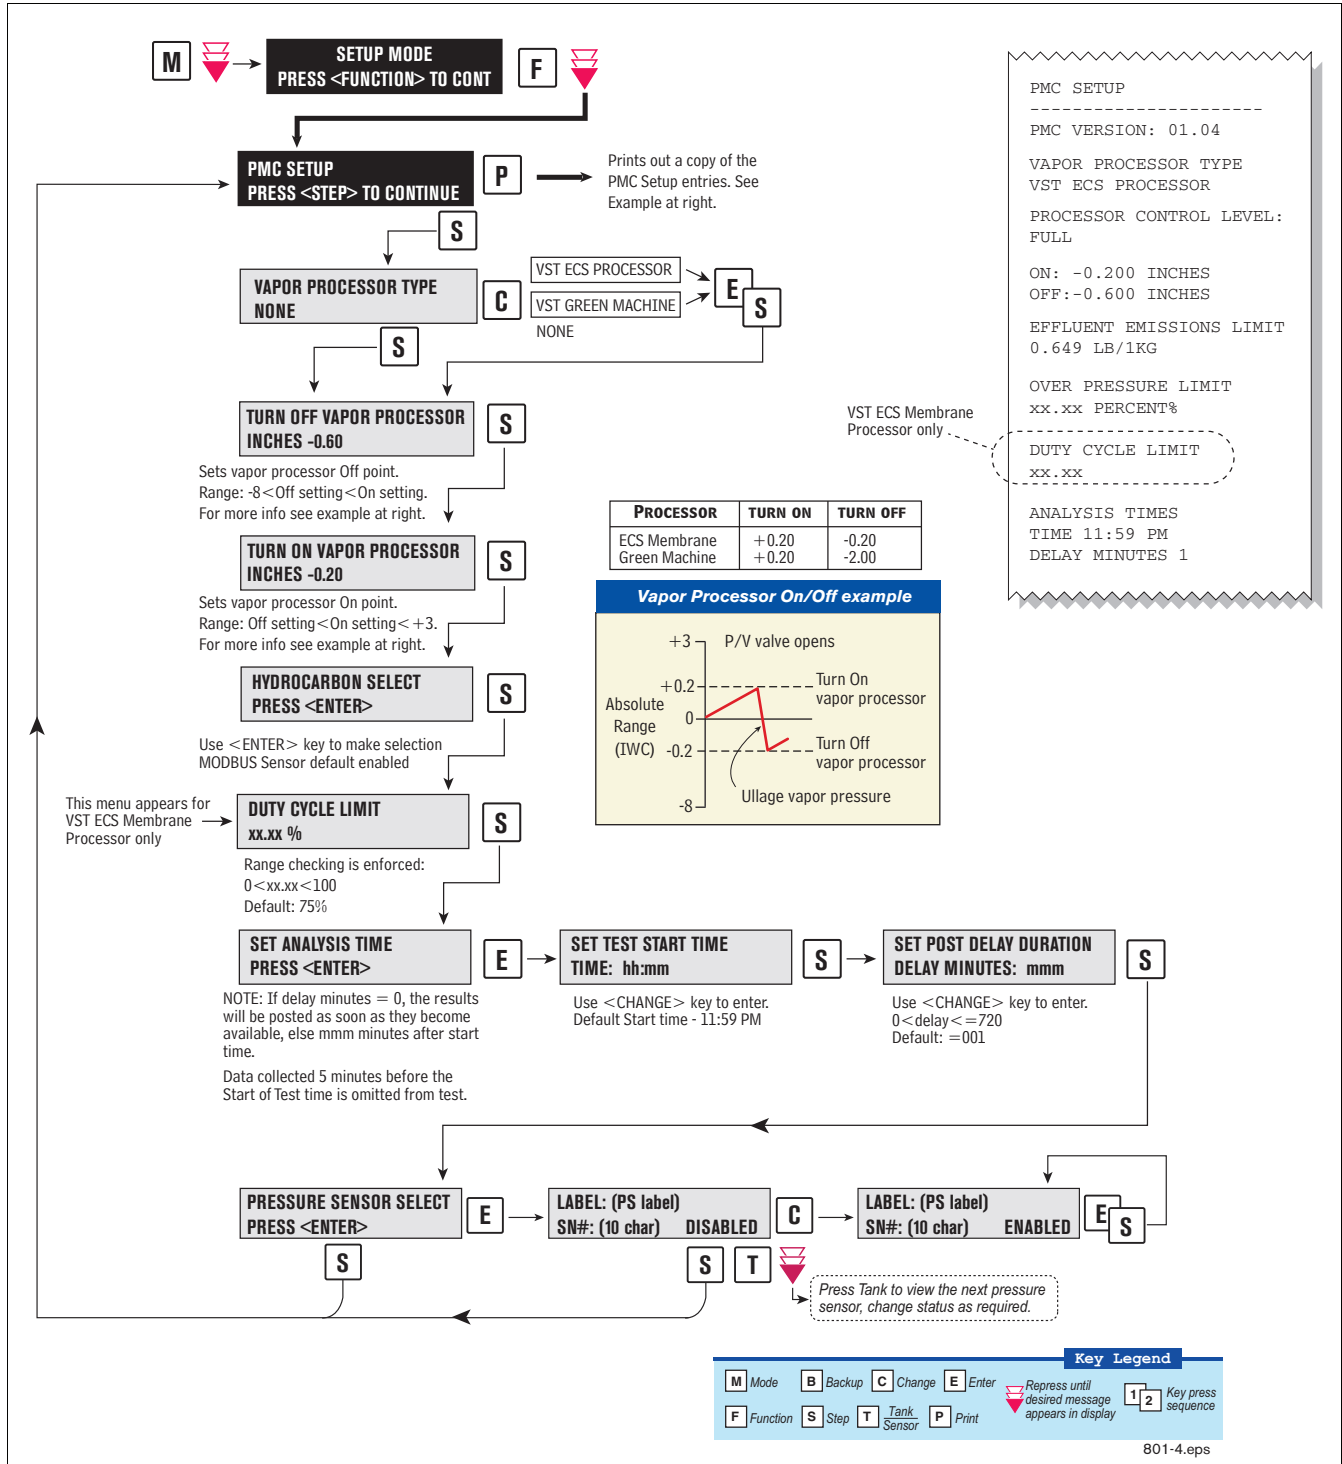 M
SETUP MODE
PRESS <FUNCTION> TO CONT
F
PMC SETUP
PRESS <STEP> TO CONTINUE
P
Prints out a copy of the
PMC Setup entries. See
Example at right.
S
VAPOR PROCESSOR TYPE
NONE
C
VST ECS PROCESSOR
VST GREEN MACHINE
NONE
E
S
S
TURN OFF VAPOR PROCESSOR
INCHES -0.60
S
Sets vapor processor Off point.
Range: -8<Off setting<On setting.
For more info see example at right.
TURN ON VAPOR PROCESSOR
INCHES -0.20
S
Sets vapor processor On point.
Range: Off setting<On setting<+3.
For more info see example at right.
HYDROCARBON SELECT
PRESS <ENTER>
S
Use <ENTER> key to make selection
MODBUS Sensor default enabled
This menu appears for
VST ECS Membrane
Processor only
DUTY CYCLE LIMIT
xx.xx %
S
Range checking is enforced:
0<xx.xx<100
Default: 75%
PROCESSOR TURN ON TURN OFF
ECS Membrane +0.20 -0.20
Green Machine +0.20 -2.00
Vapor Processor On/Off example
+3
P/V valve opens
+0.2
Turn On
vapor processor
Absolute
Range
(IWC)
0
-0.2
Turn Off
vapor processor
Ullage vapor pressure
-8
PMC SETUP
----------------------
PMC VERSION: 01.04
VAPOR PROCESSOR TYPE
VST ECS PROCESSOR
PROCESSOR CONTROL LEVEL:
FULL
ON: -0.200 INCHES
OFF:-0.600 INCHES
EFFLUENT EMISSIONS LIMIT
0.649 LB/1KG
OVER PRESSURE LIMIT
xx.xx PERCENT%
VST ECS Membrane
Processor only
DUTY CYCLE LIMIT
xx.xx
ANALYSIS TIMES
TIME 11:59 PM
DELAY MINUTES 1
SET ANALYSIS TIME
PRESS <ENTER>
E
SET TEST START TIME
TIME: hh:mm
S
SET POST DELAY DURATION
DELAY MINUTES: mmm
S
NOTE: If delay minutes = 0, the results
will be posted as soon as they become
available, else mmm minutes after start
time.
Data collected 5 minutes before the
Start of Test time is omitted from test.
Use <CHANGE> key to enter.
Default Start time - 11:59 PM
Use <CHANGE> key to enter.
0<delay<=720
Default: =001
PRESSURE SENSOR SELECT
PRESS <ENTER>
E
LABEL: (PS label)
SN#: (10 char) DISABLED
C
LABEL: (PS label)
SN#: (10 char) ENABLED
E
S
S
S
T
Press Tank to view the next pressure
sensor, change status as required.
Key Legend
M Mode
B Backup
C Change
E Enter
Repress until
desired message
appears in display
1 2 Key press
sequence
F Function
S Step
T Tank
Sensor
P Print
801-4.eps